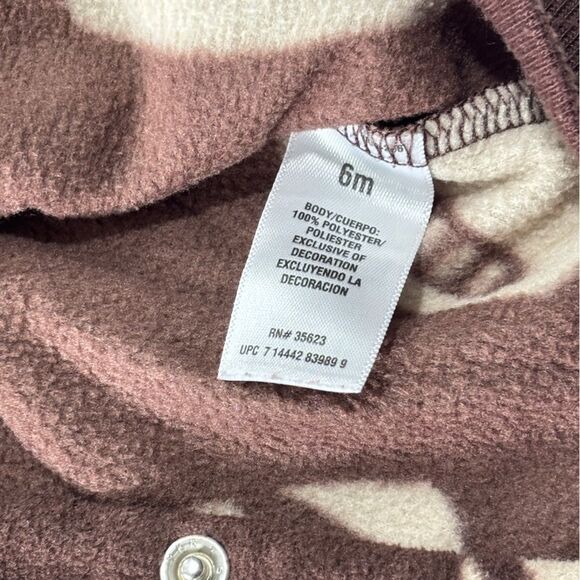 6m
BODY/CUERPO:
100% POLYESTER/
POLIESTER
EXCLUSIVE OF
DECORATION
EXCLUYENDO LA
DECORACION
RN# 35623
UPC 7 14442 83989 9